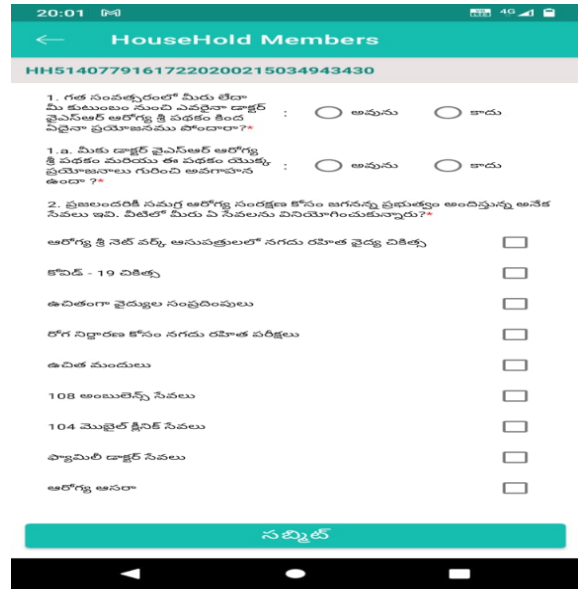 20:01 4G
HouseHold Members
HH51407791617220200215034943430
1. గత సంవత్సరంలో మీరు లేదా
మీ కుటుంబం నుంచి ఎవరైనా డాక్టర్
వైఎస్ఆర్ ఆరోగ్య శ్రీ పథకం కింద
ఏదైనా ప్రయోజనము పోందారా?*
: అవును కాదు
1.a. మీకు డాక్టర్ వైఎస్ఆర్ ఆరోగ్య
శ్రీ పథకం మరియు ఈ పథకం యొక్క
ప్రయోజనాలు గురించి అవగాహన
ఉందా ?*
: అవును కాదు
2. ప్రజలందరికీ సమగ్ర ఆరోగ్య సంరక్షణ కోసం జగనన్న ప్రభుత్వం అందిస్తున్న అనేక
సేవలు ఇవి. వీటిలో మీరు ఏ సేవలను వినియోగించుకున్నారు?*
ఆరోగ్య శ్రీ నెట్ వర్క్ ఆసుపత్రులలో నగదు రహిత వైద్య చికిత్స
కోవిడ్ - 19 చికిత్స
ఉచితంగా వైద్యుల సంప్రదింపులు
రోగ నిర్ధారణ కోసం నగదు రహిత పరీక్షలు
ఉచిత మందులు
108 అంబులెన్స్ సేవలు
104 మొబైల్ క్లినిక్ సేవలు
ఫ్యామిలీ డాక్టర్ సేవలు
ఆరోగ్య ఆసరా
సబ్మిట్